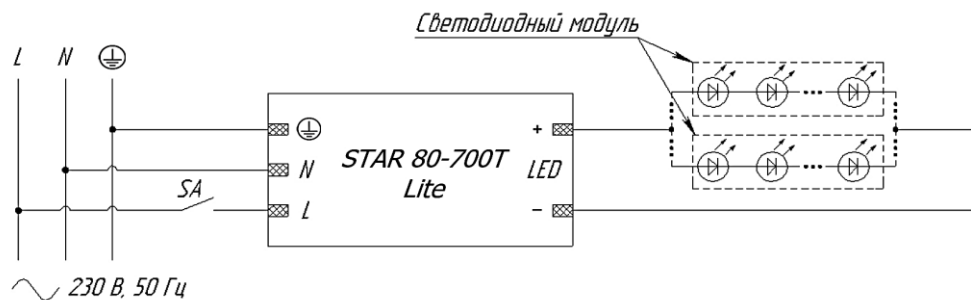 Светодиодный модуль
L N
+
STAR 80-700T
Lite
N
LED
SA
L
−
230 В, 50 Гц